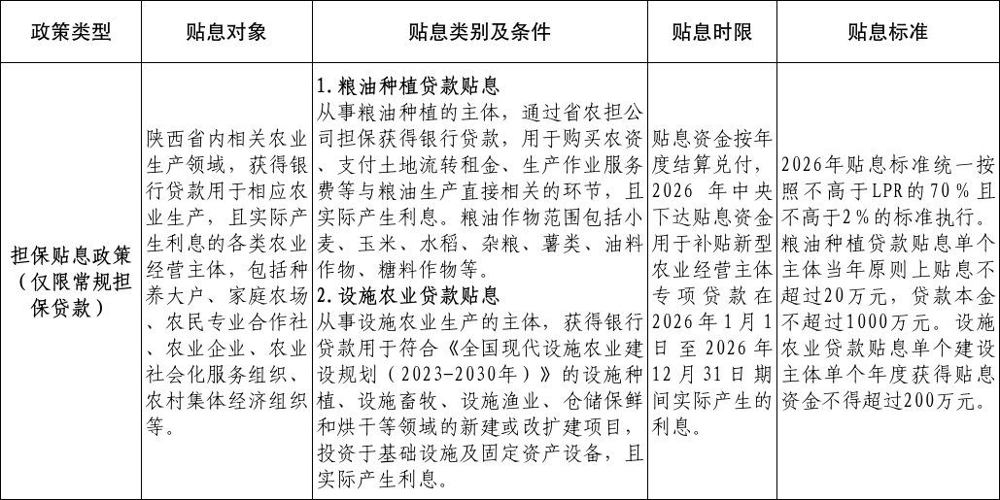 政策类型
贴息对象
贴息类别及条件
贴息时限
贴息标准
担保贴息政策
（仅限常规担
保贷款）
陕西省内相关农业
生产领域，获得银
行贷款用于相应农
业生产，且实际产
生利息的各类农业
经营主体，包括种
养大户、家庭农场
、农民专业合作社
、农业企业、农业
社会化服务组织、
农村集体经济组织
等。
1.粮油种植贷款贴息
从事粮油种植的主体，通过省农担公
司担保获得银行贷款，用于购买农资
、支付土地流转租金、生产作业服务
费等与粮油生产直接相关的环节，且
实际产生利息。粮油作物范围包括小
麦、玉米、水稻、杂粮、薯类、油料
作物、糖料作物等。
2.设施农业贷款贴息
从事设施农业生产的主体，获得银行
贷款用于符合《全国现代设施农业建
设规划（2023—2030年）》的设施种
植、设施畜牧、设施渔业、仓储保鲜
和烘干等领域的新建或改扩建项目，
投资于基础设施及固定资产设备，且
实际产生利息。
贴息资金按年
度结算兑付，
2026 年中央
下达贴息资金
用于补贴新型
农业经营主体
专项贷款在
2026年1月1
日至2026年
12月31日期
间实际产生的
利息。
2026年贴息标准统一按
照不高于LPR的70%且
不高于2%的标准执行。
粮油种植贷款贴息单个
主体当年原则上贴息不
超过20万元，贷款本金
不超过1000万元。设施
农业贷款贴息单个建设
主体单个年度获得贴息
资金不得超过200万元。